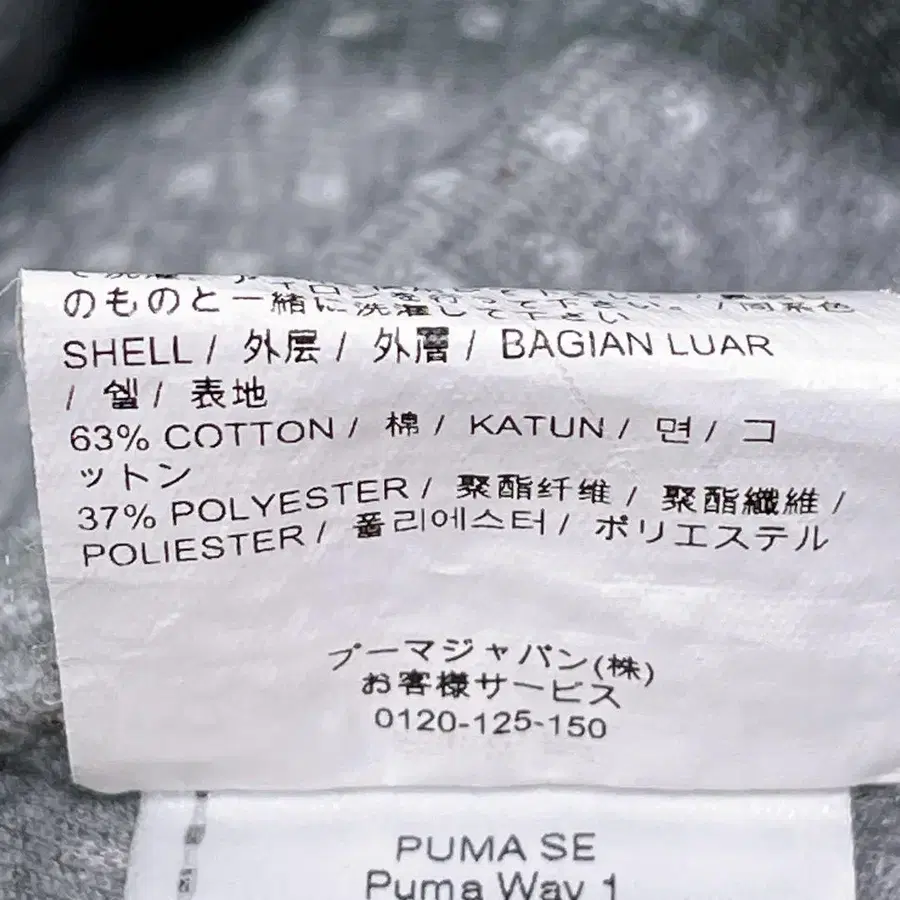 のものと一緒に洗濯して下さい
SHELL / 外层 / 外層 / BAGIAN LUAR
/ 쉘 / 表地
63% COTTON / 棉 / KATUN / 면 / コ
ットン
37% POLYESTER / 聚酯纤维 / 聚酯纖維 /
POLIESTER / 폴리에스터 / ポリエステル
プーマジャパン(株)
お客様サービス
0120-125-150
PUMA SE
Puma Way 1